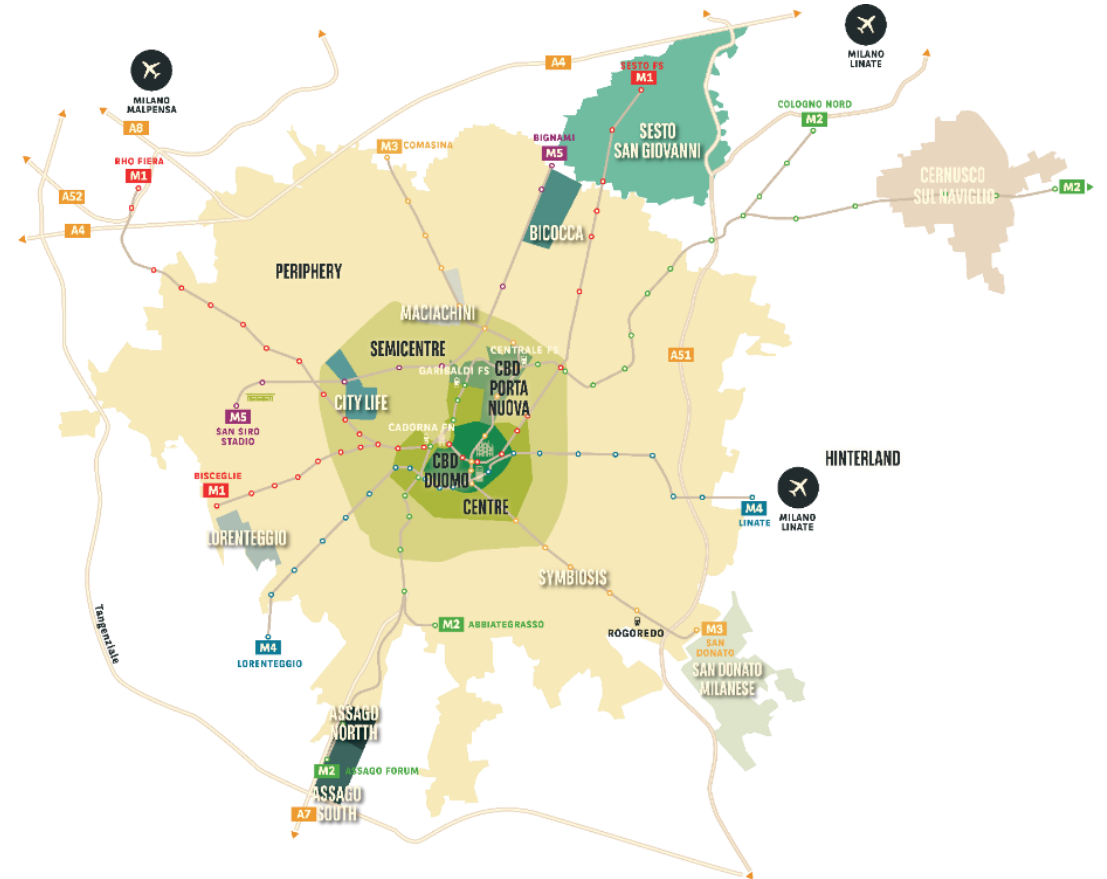 MILANO
LINATE
MILANO
MALPENSA
A4
SESTO FS
M1
A8
COLOGNO NORD
M2
M3 COMASINA
BIGNAMI
M5
SESTO
SAN GIOVANNI
RHO FIERA
M1
A52
A4
CERNUSCO
SUL NAVIGLIO
M2
BICOCCA
PERIPHERY
MACIACHINI
SEMICENTRE
CENTRALE FS
A51
GARIBALDI FS
CBD
PORTA
NUOVA
CITY LIFE
M5
SAN SIRO
STADIO
CADORNA FN
CBD
DUOMO
HINTERLAND
BISCEGLIE
M1
CENTRE
M4
LINATE
MILANO
LINATE
LORENTEGGIO
SYMBIOSIS
Tangenziale
M2 ABBIATEGRASSO
ROGOREDO
M3
SAN
DONATO
M4
LORENTEGGIO
SAN DONATO
MILANESE
ASSAGO
NORTTH
M2 ASSAGO FORUM
ASSAGO
SOUTH
A7